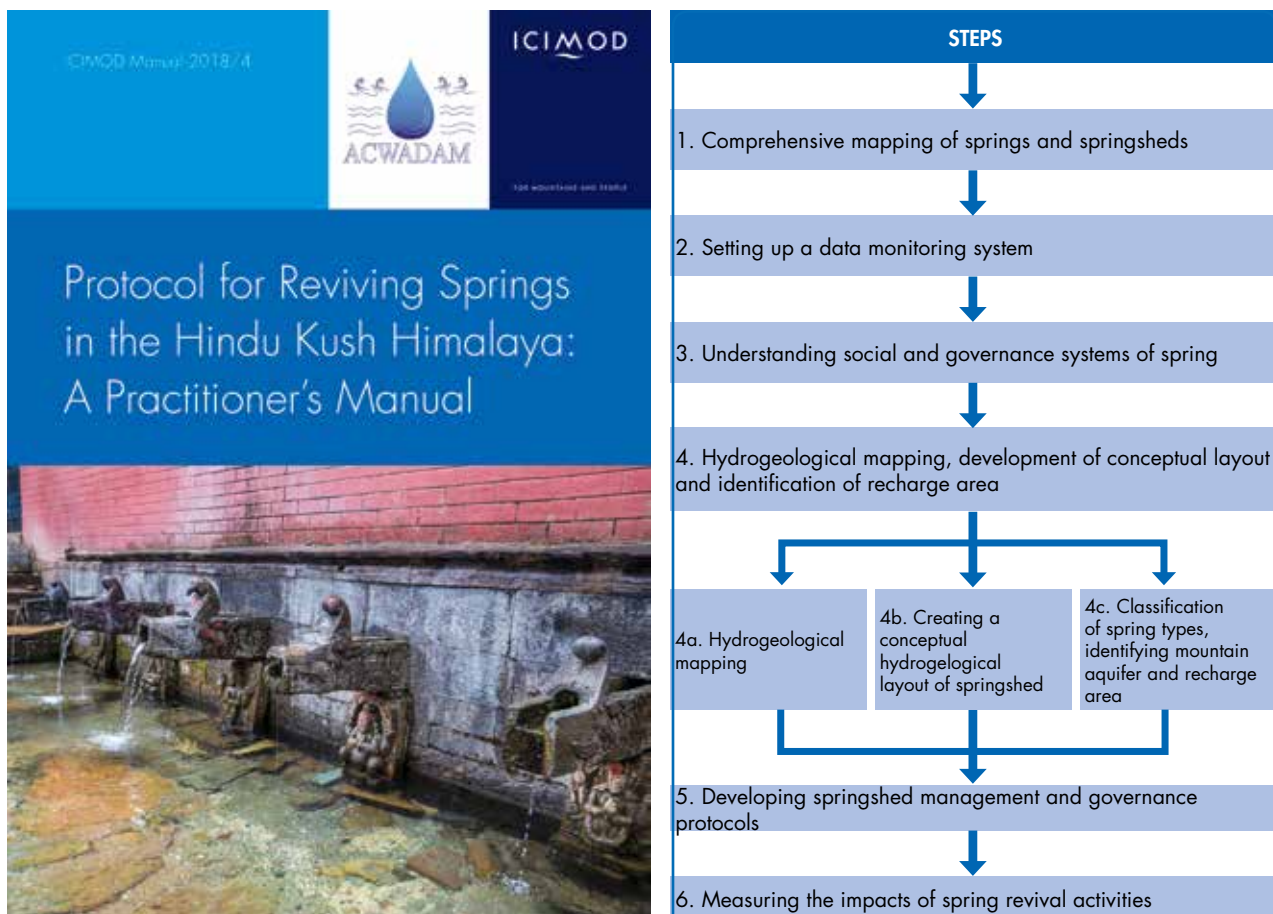 ICIMOD Manual 2018/4
ACWADAM
ICIMOD
FOR MOUNTAINS AND PEOPLE
Protocol for Reviving Springs
in the Hindu Kush Himalaya:
A Practitioner's Manual
STEPS
1. Comprehensive mapping of springs and springsheds
2. Setting up a data monitoring system
3. Understanding social and governance systems of spring
4. Hydrogeological mapping, development of conceptual layout
and identification of recharge area
4a. Hydrogeological
mapping
4b. Creating a
conceptual
hydrogelogical
layout of springshed
4c. Classification
of spring types,
identifying mountain
aquifer and recharge
area
5. Developing springshed management and governance
protocols
6. Measuring the impacts of spring revival activities